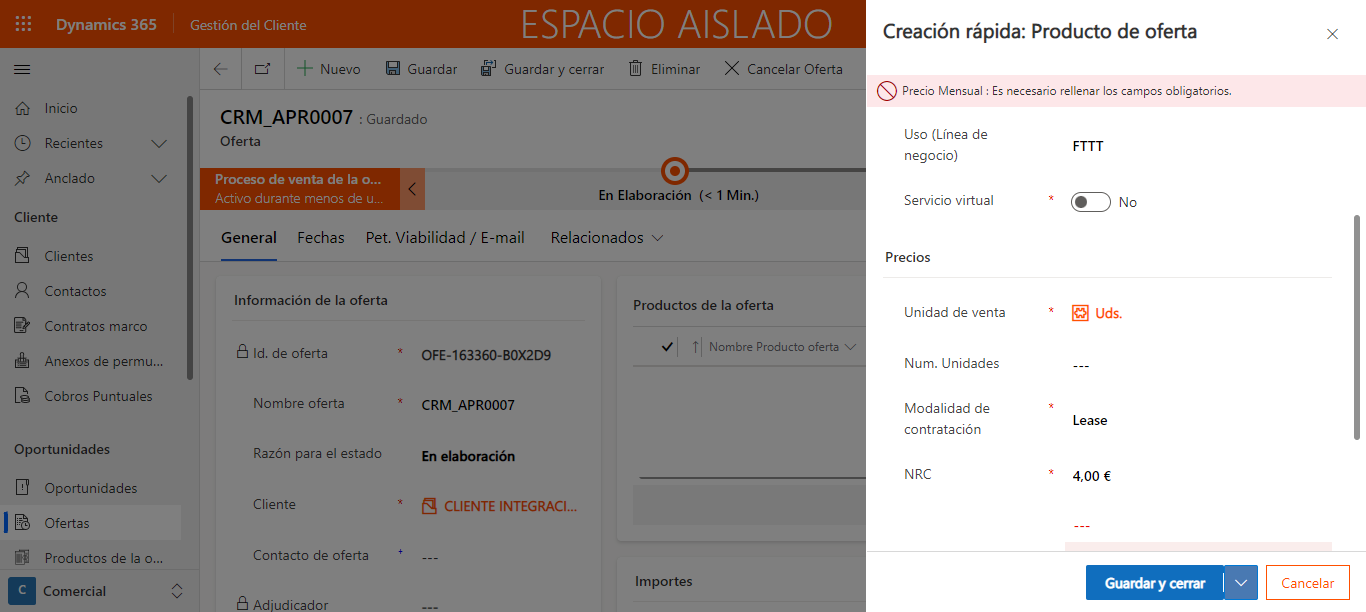 Dynamics 365
Gestión del Cliente
ESPACIO AISLADO
Nuevo
Guardar
Guardar y cerrar
Eliminar
Cancelar Oferta
Inicio
Recientes
Anclado
Cliente
Clientes
Contactos
Contratos marco
Anexos de permu...
Cobros Puntuales
Oportunidades
Oportunidades
Ofertas
Productos de la o...
C
Comercial
CRM_APR0007 : Guardado
Oferta
Proceso de venta de la o...
Activo durante menos de u...
En Elaboración (< 1 Min.)
General
Fechas
Pet. Viabilidad / E-mail
Relacionados
Información de la oferta
Id. de oferta * OFE-163360-B0X2D9
Nombre oferta * CRM_APR0007
Razón para el estado En elaboración
Cliente * CLIENTE INTEGRACI...
Contacto de oferta + ---
Adjudicador ---
Productos de la oferta
Nombre Producto oferta
Importes
Creación rápida: Producto de oferta
Precio Mensual : Es necesario rellenar los campos obligatorios.
Uso (Línea de
negocio)
FTTT
Servicio virtual * No
Precios
Unidad de venta * Uds.
Num. Unidades ---
Modalidad de
contratación
* Lease
NRC * 4,00 €
---
Guardar y cerrar
Cancelar